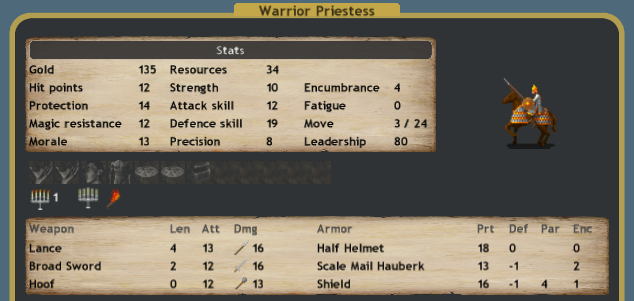 Warrior Priestess
Stats
Gold 135 Resources 34
Hit points 12 Strength 10 Encumbrance 4
Protection 14 Attack skill 12 Fatigue 0
Magic resistance 12 Defence skill 19 Move 3 / 24
Morale 13 Precision 8 Leadership 80
1
Weapon Len Att Dmg Armor Prt Def Par Enc
Lance 4 13 16 Half Helmet 18 0 0
Broad Sword 2 12 16 Scale Mail Hauberk 13 -1 2
Hoof 0 12 13 Shield 16 -1 4 1